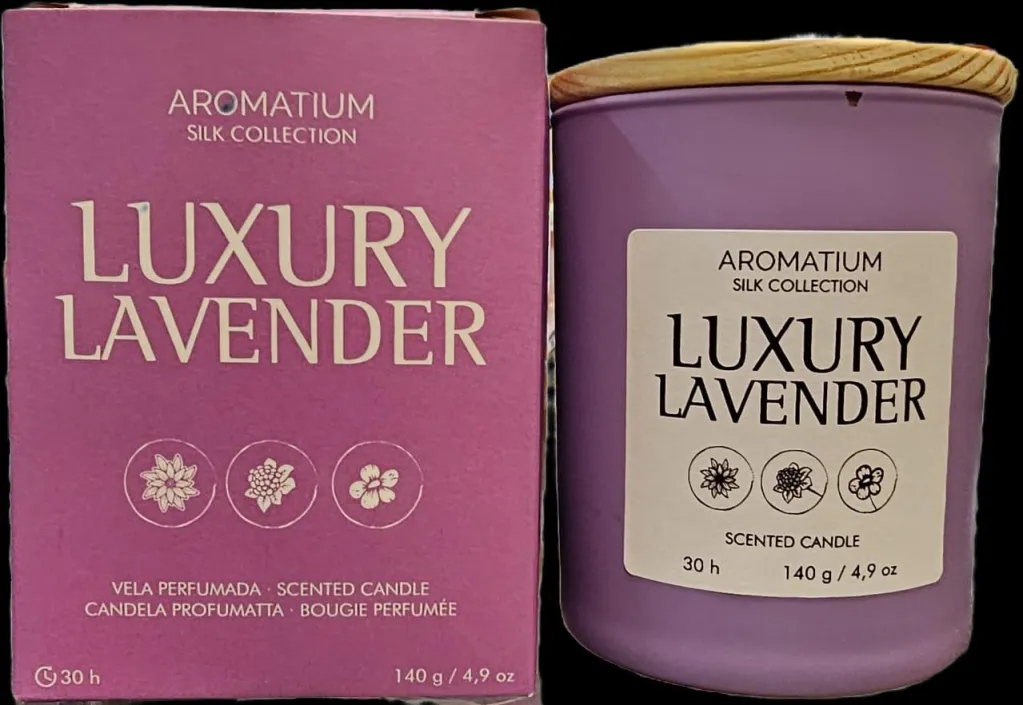 AROMATIUM
SILK COLLECTION
LUXURY
LAVENDER
VELA PERFUMADA · SCENTED CANDLE
CANDELA PROFUMATTA · BOUGIE PERFUMÉE
30 h
140 g / 4,9 oz
AROMATIUM
SILK COLLECTION
LUXURY
LAVENDER
SCENTED CANDLE
30 h
140 g / 4,9 oz